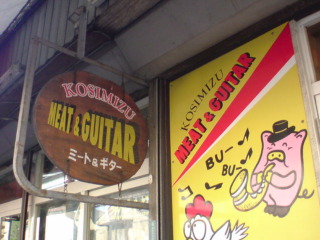 KOSIMIZU
MEAT & GUITAR
ミート&ギター
KOSIMIZU
MEAT & GUITAR
BU-
BU-